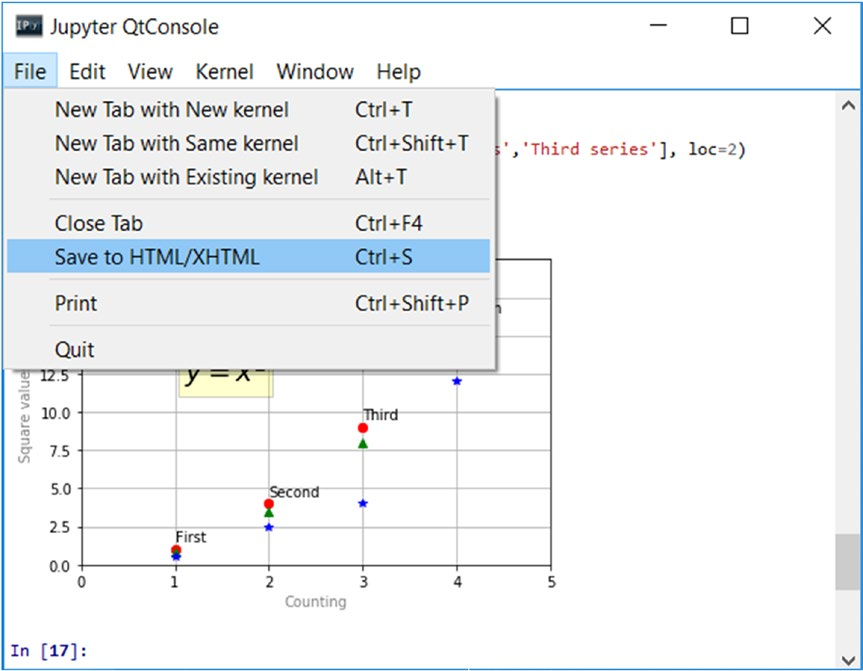 IPy Jupyter QtConsole
File Edit View Kernel Window Help
New Tab with New kernel Ctrl+T
New Tab with Same kernel Ctrl+Shift+T
New Tab with Existing kernel Alt+T
s','Third series'], loc=2)
Close Tab Ctrl+F4
Save to HTML/XHTML Ctrl+S
Print Ctrl+Shift+P
Quit
12.5
10.0
7.5
5.0
2.5
0.0
Square value
y = x²
Third
Second
First
0 1 2 3 4 5
Counting
In [17]: